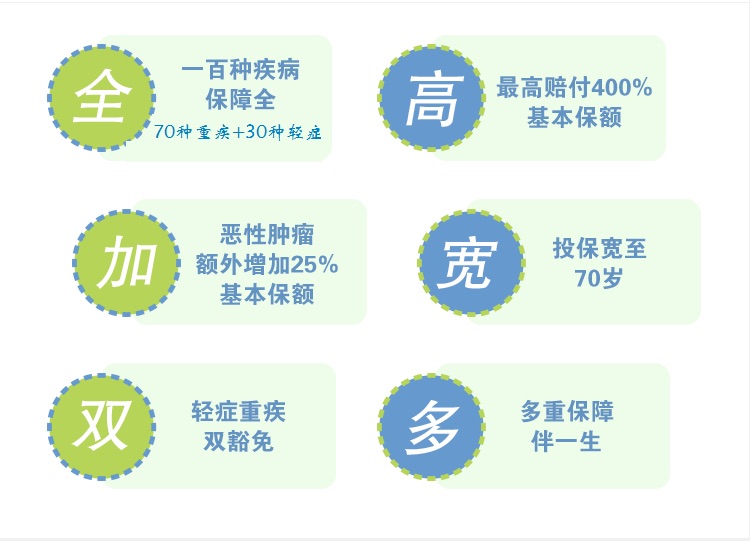 全
一百种疾病
保障全
70种重疾+30种轻症
高
最高赔付400%
基本保额
加
恶性肿瘤
额外增加25%
基本保额
宽
投保宽至
70岁
双
轻症重疾
双豁免
多
多重保障
伴一生